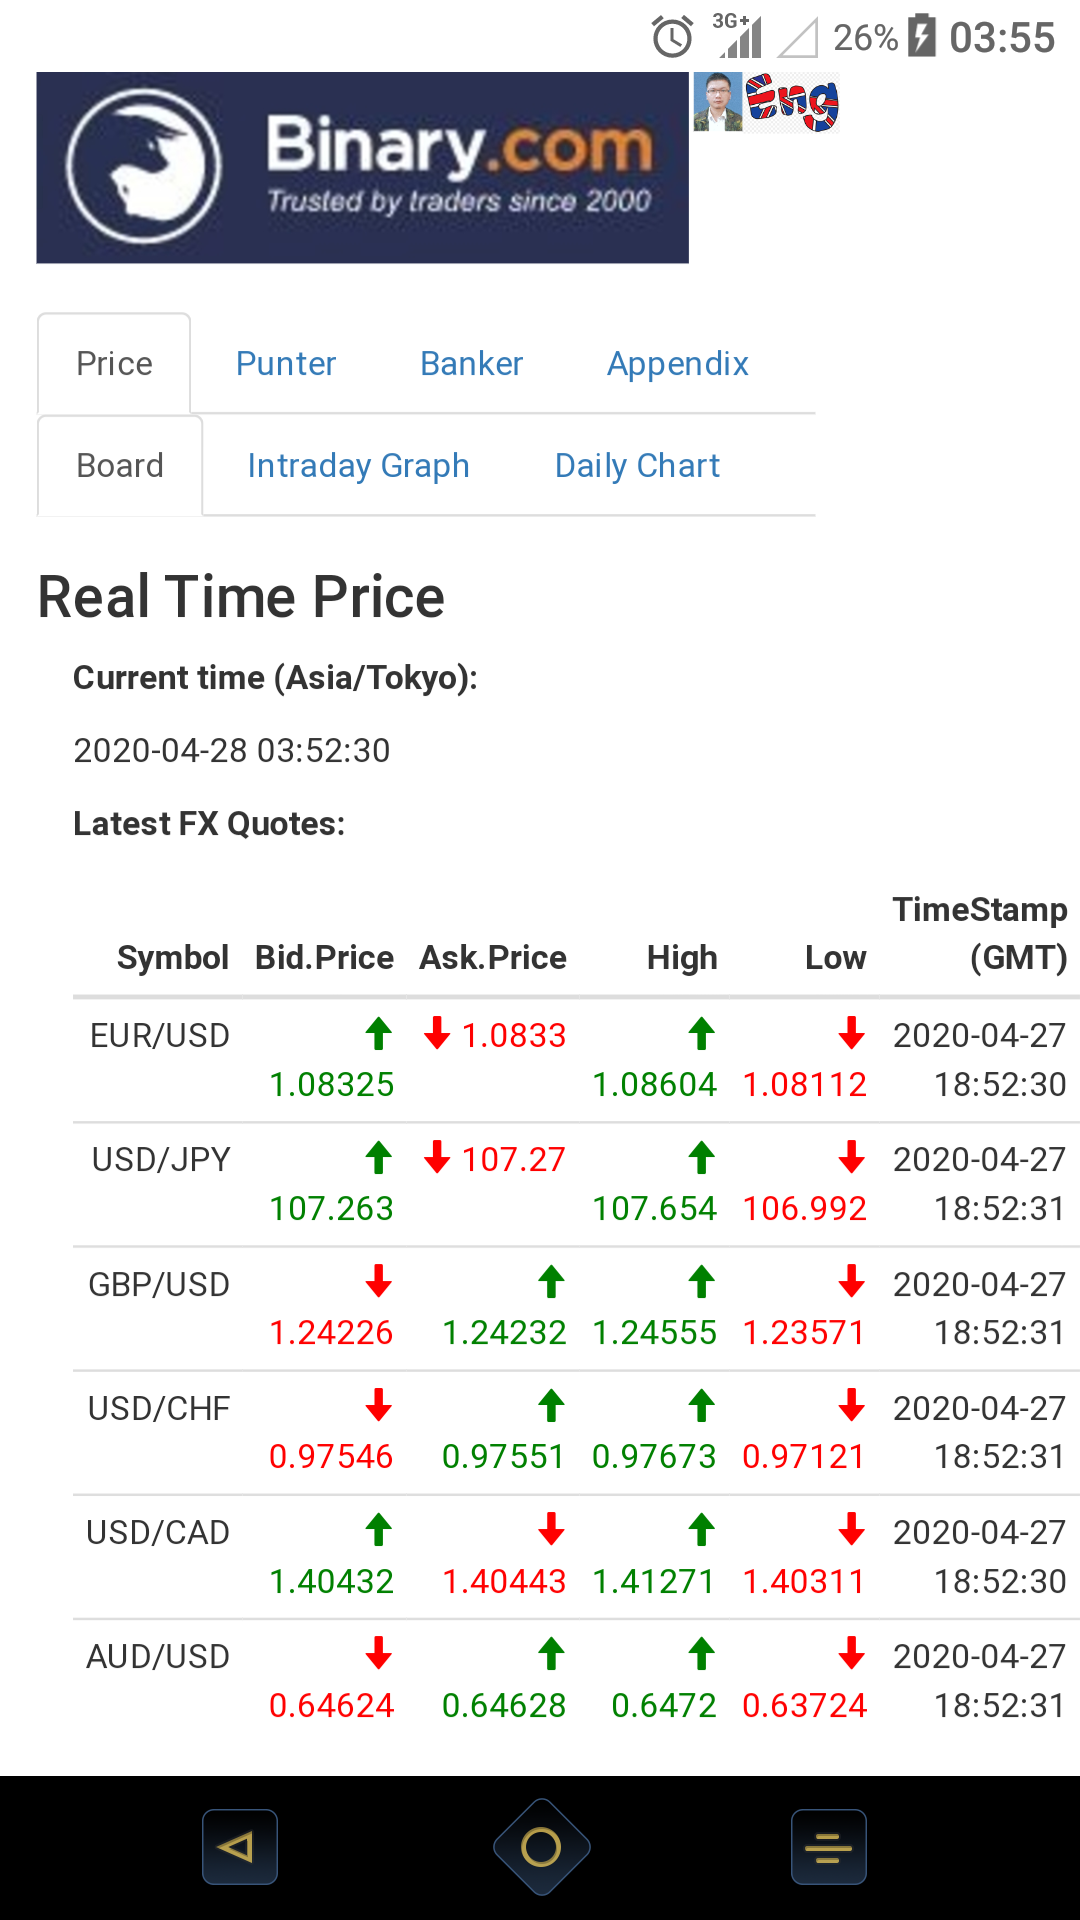 3G+ 26% 03:55
Binary.com Eng
Trusted by traders since 2000
Price Punter Banker Appendix
Board Intraday Graph Daily Chart
Real Time Price
Current time (Asia/Tokyo):
2020-04-28 03:52:30
Latest FX Quotes:
TimeStamp
Symbol Bid.Price Ask.Price High Low (GMT)
EUR/USD 1.0833 2020-04-27
1.08325 1.08604 1.08112 18:52:30
USD/JPY 107.27 2020-04-27
107.263 107.654 106.992 18:52:31
GBP/USD 2020-04-27
1.24226 1.24232 1.24555 1.23571 18:52:31
USD/CHF 2020-04-27
0.97546 0.97551 0.97673 0.97121 18:52:31
USD/CAD 2020-04-27
1.40432 1.40443 1.41271 1.40311 18:52:30
AUD/USD 2020-04-27
0.64624 0.64628 0.6472 0.63724 18:52:31